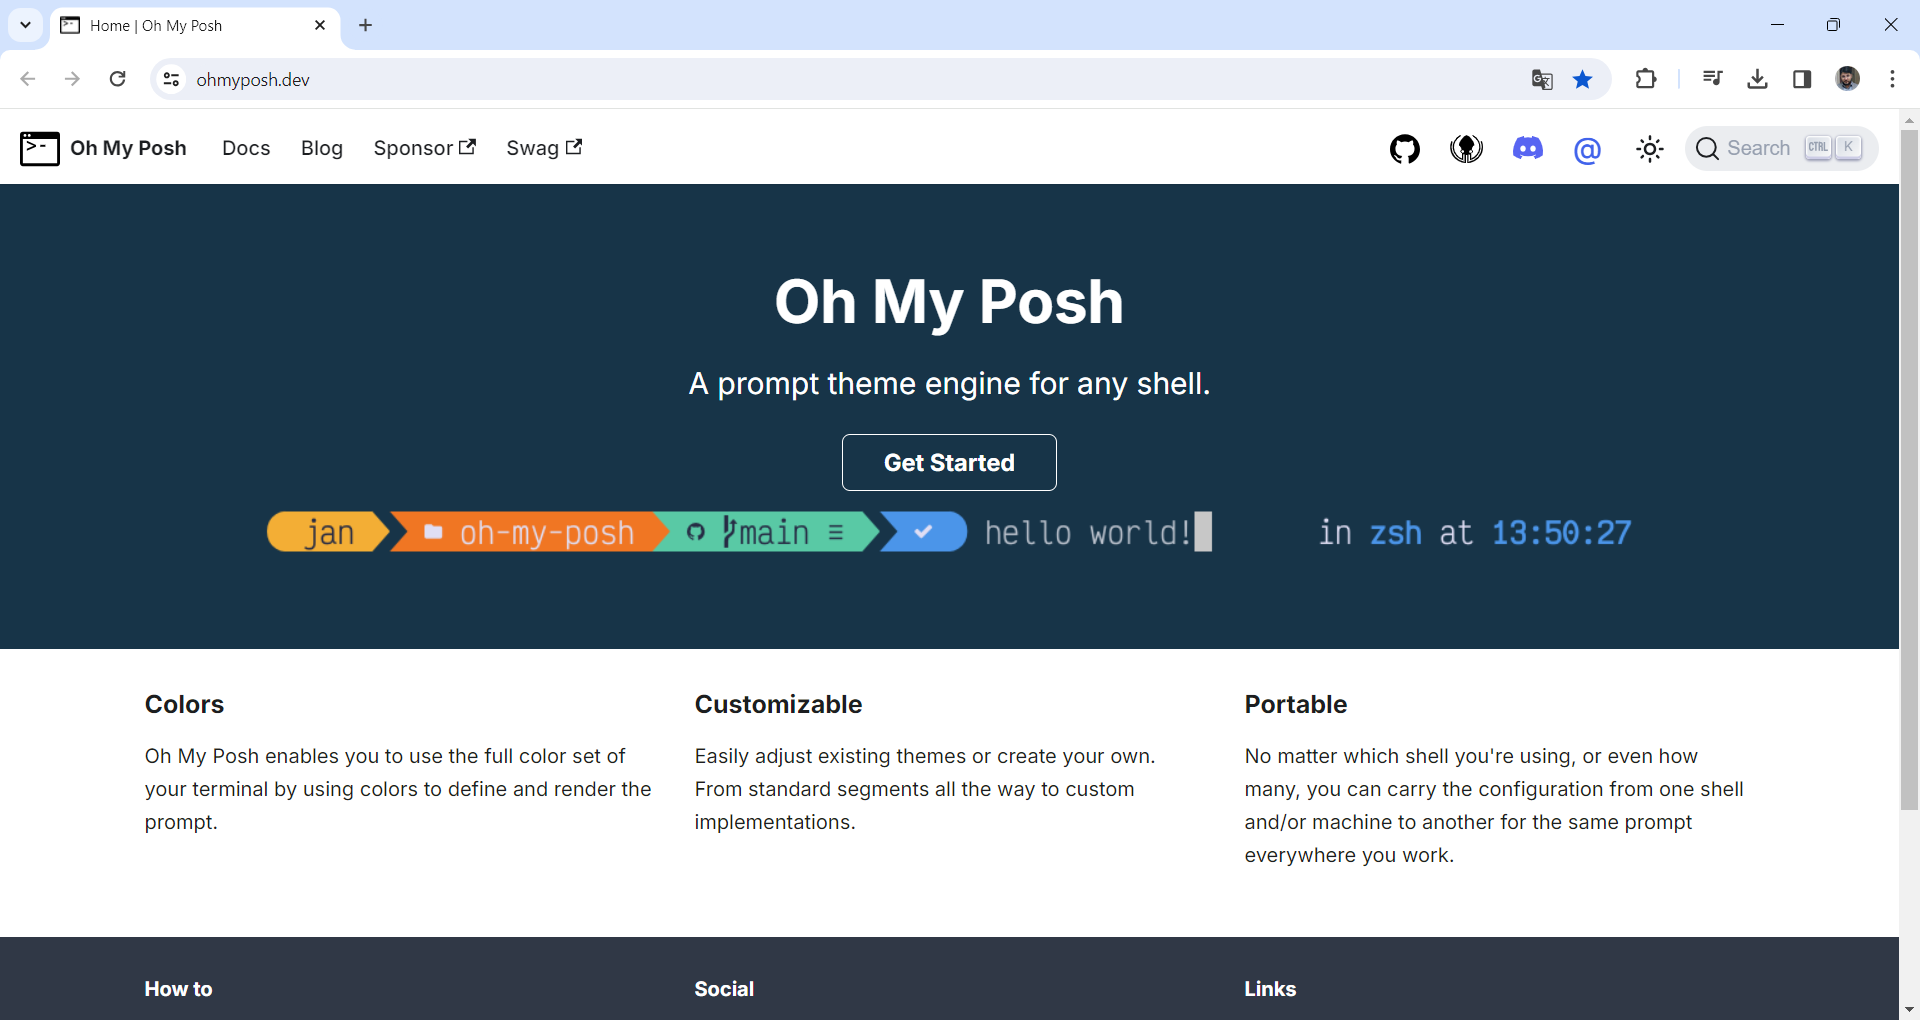 Home | Oh My Posh
ohmyposh.dev
Oh My Posh Docs Blog Sponsor Swag @ Search CTRL K
Oh My Posh
A prompt theme engine for any shell.
Get Started
jan oh-my-posh main ≡ hello world! in zsh at 13:50:27
Colors
Oh My Posh enables you to use the full color set of
your terminal by using colors to define and render the
prompt.
Customizable
Easily adjust existing themes or create your own.
From standard segments all the way to custom
implementations.
Portable
No matter which shell you're using, or even how
many, you can carry the configuration from one shell
and/or machine to another for the same prompt
everywhere you work.
How to
Social
Links